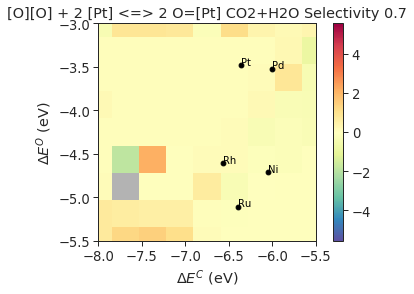 [O][O] + 2 [Pt] <=> 2 O=[Pt] CO2+H2O Selectivity 0.7
ΔE^O (eV)
−3.0
−3.5
−4.0
−4.5
−5.0
−5.5
Pt
Pd
Rh
Ni
Ru
−8.0 −7.5 −7.0 −6.5 −6.0 −5.5
ΔE^C (eV)
4
2
0
−2
−4